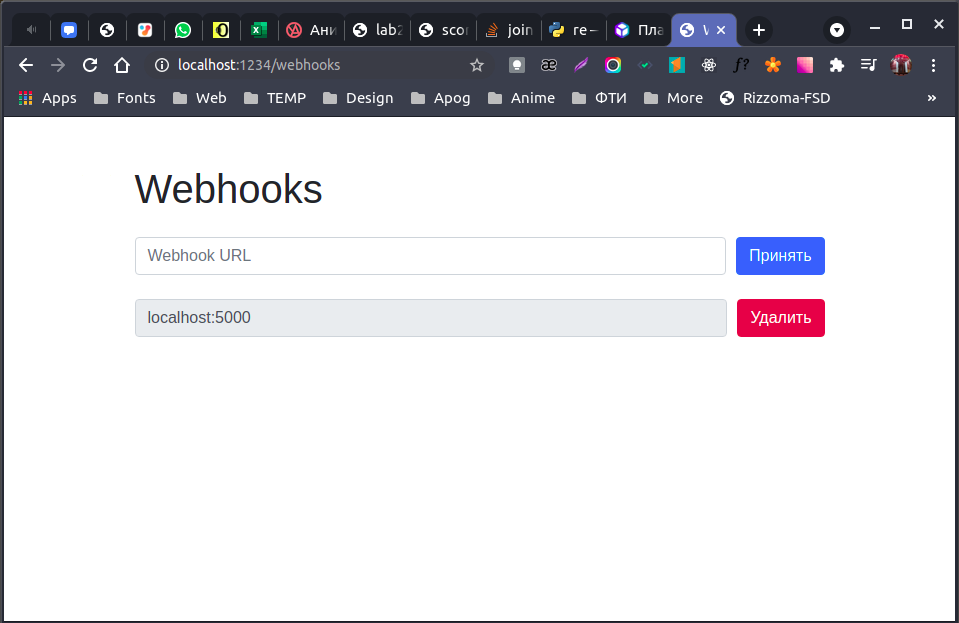 Ани lab2 scor join re- Пла
localhost:1234/webhooks æ f?
Apps Fonts Web TEMP Design Apog Anime ФТИ More Rizzoma-FSD »
Webhooks
Webhook URL Принять
localhost:5000 Удалить